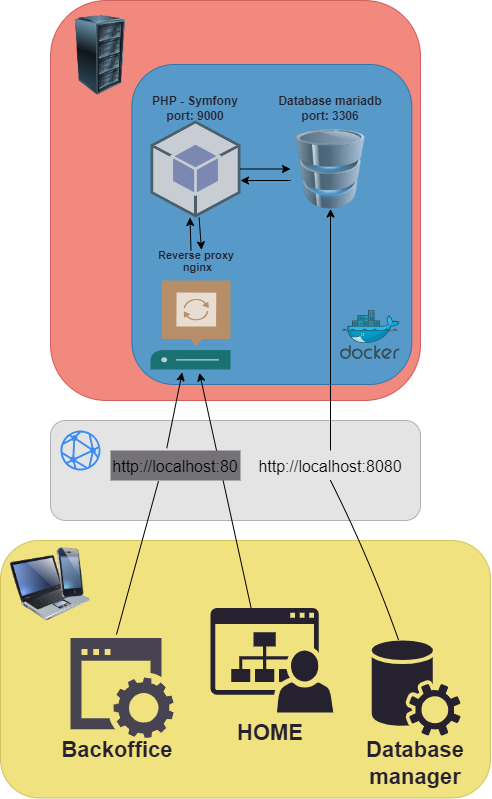 PHP - Symfony
port: 9000
Database mariadb
port: 3306
Reverse proxy
nginx
docker
http://localhost:80
http://localhost:8080
Backoffice
HOME
Database
manager